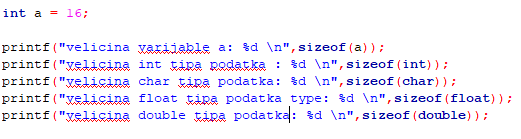 int a = 16;
printf("velicina varijable a: %d \n",sizeof(a));
printf("velicina int tipa podatka : %d \n",sizeof(int));
printf("velicina char tipa podatka: %d \n",sizeof(char));
printf("velicina float tipa podatka type: %d \n",sizeof(float));
printf("velicina double tipa podatka: %d \n",sizeof(double));